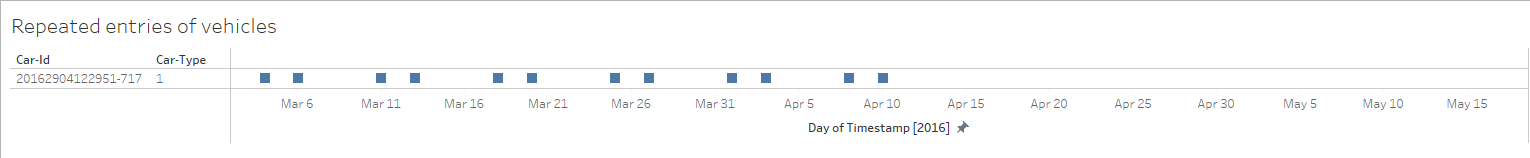 Repeated entries of vehicles
Car-Id Car-Type
20162904122951-717 1
Mar 6 Mar 11 Mar 16 Mar 21 Mar 26 Mar 31 Apr 5 Apr 10 Apr 15 Apr 20 Apr 25 Apr 30 May 5 May 10 May 15
Day of Timestamp [2016]